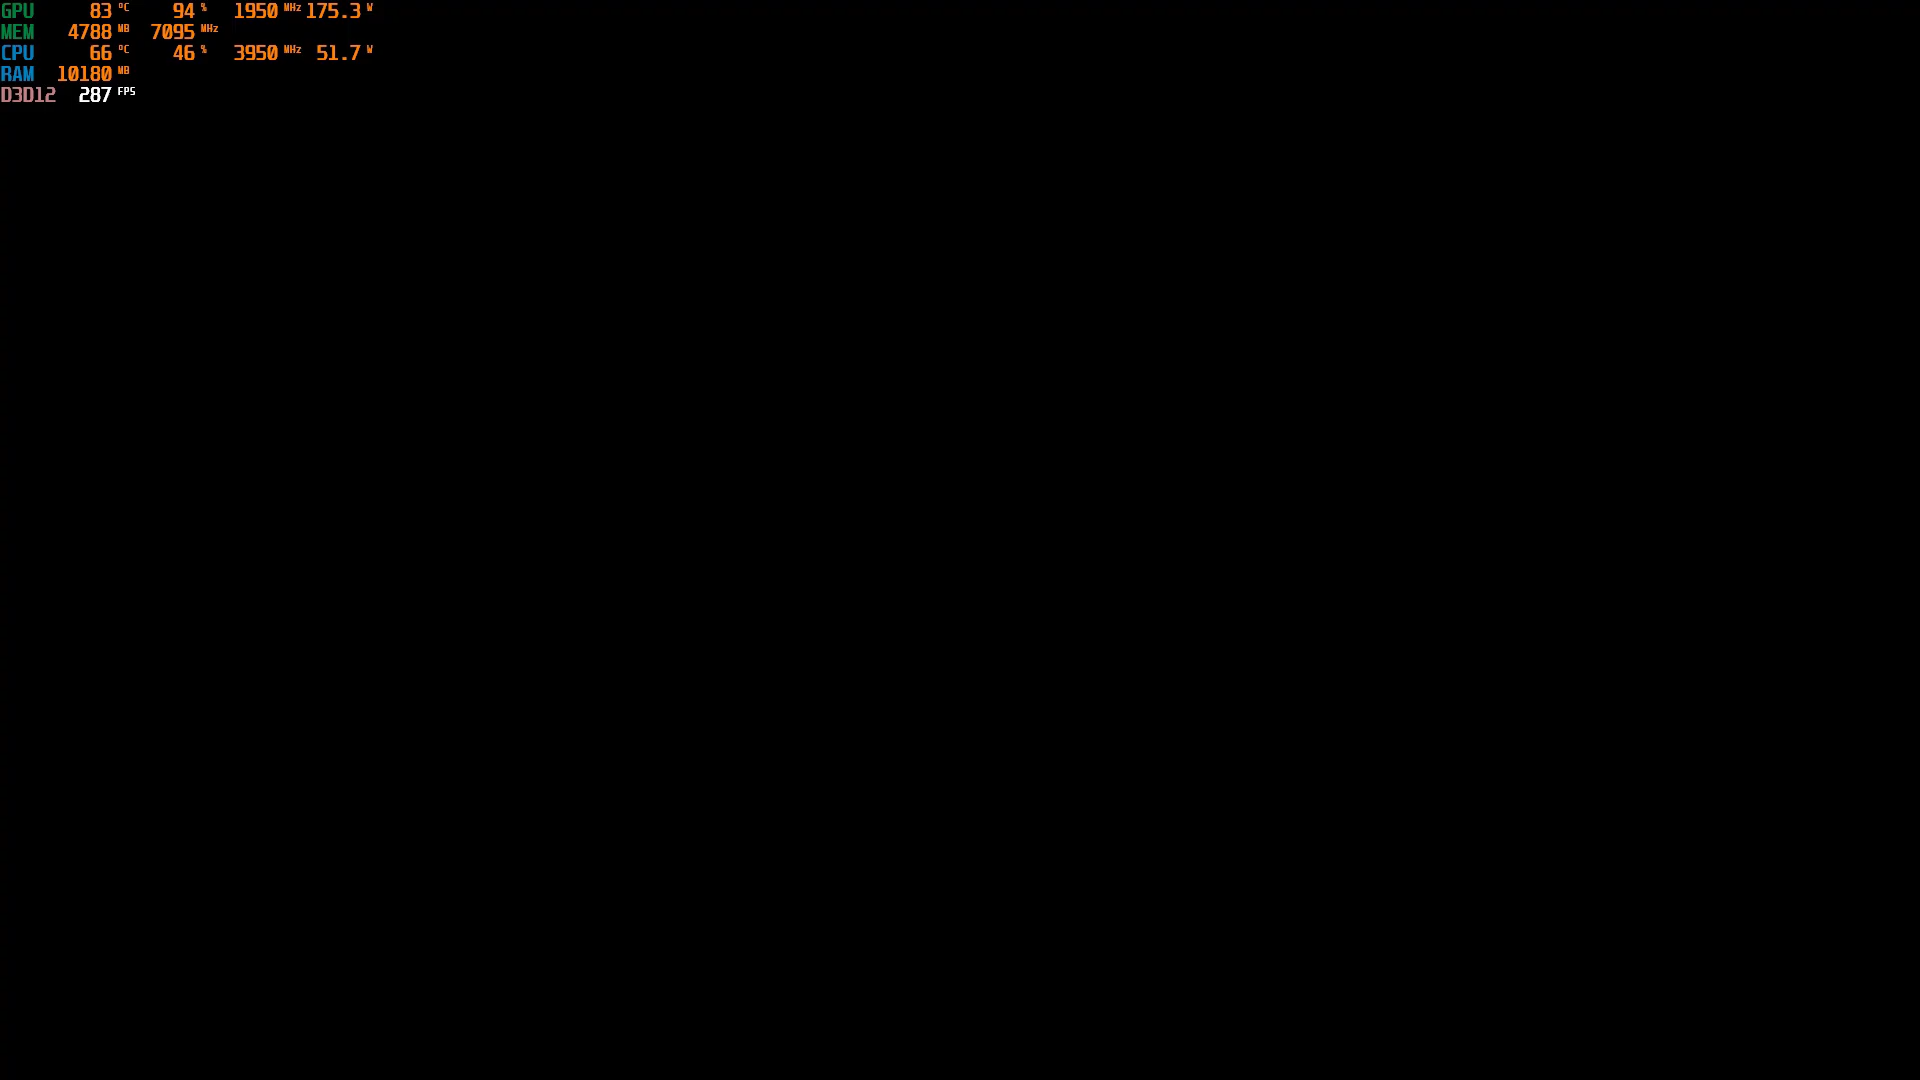 GPU 83 °C 94 % 1950 MHz 175.3 W
MEM 4788 MB 7095 MHz
CPU 66 °C 46 % 3950 MHz 51.7 W
RAM 10180 MB
D3D12 287 FPS